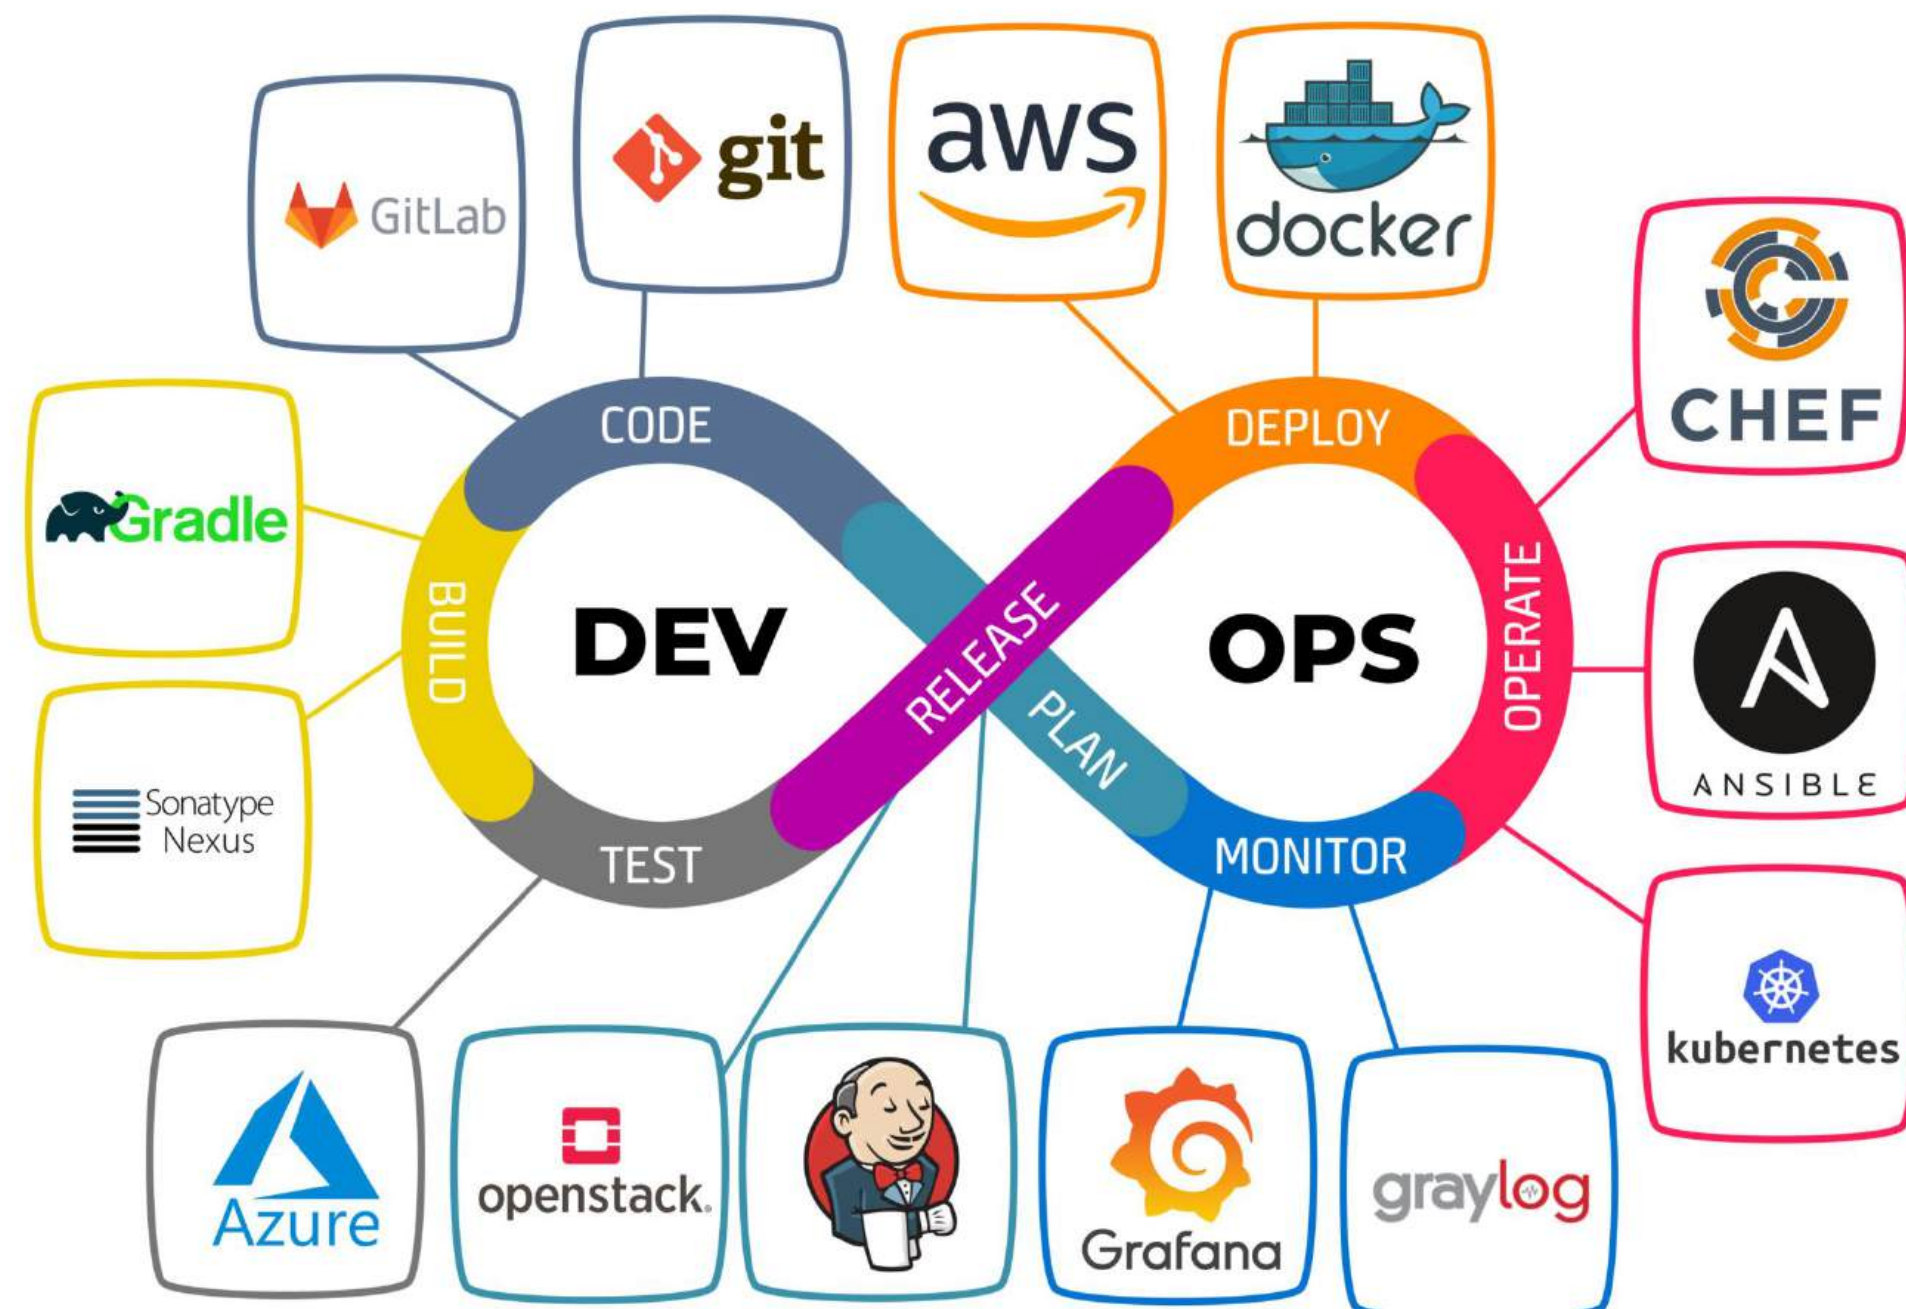 GitLab
git
aws
docker
CHEF
CODE
DEPLOY
Gradle
BUILD
DEV
RELEASE
OPS
OPERATE
PLAN
ANSIBLE
Sonatype
Nexus
TEST
MONITOR
kubernetes
Azure
openstack.
Grafana
graylog